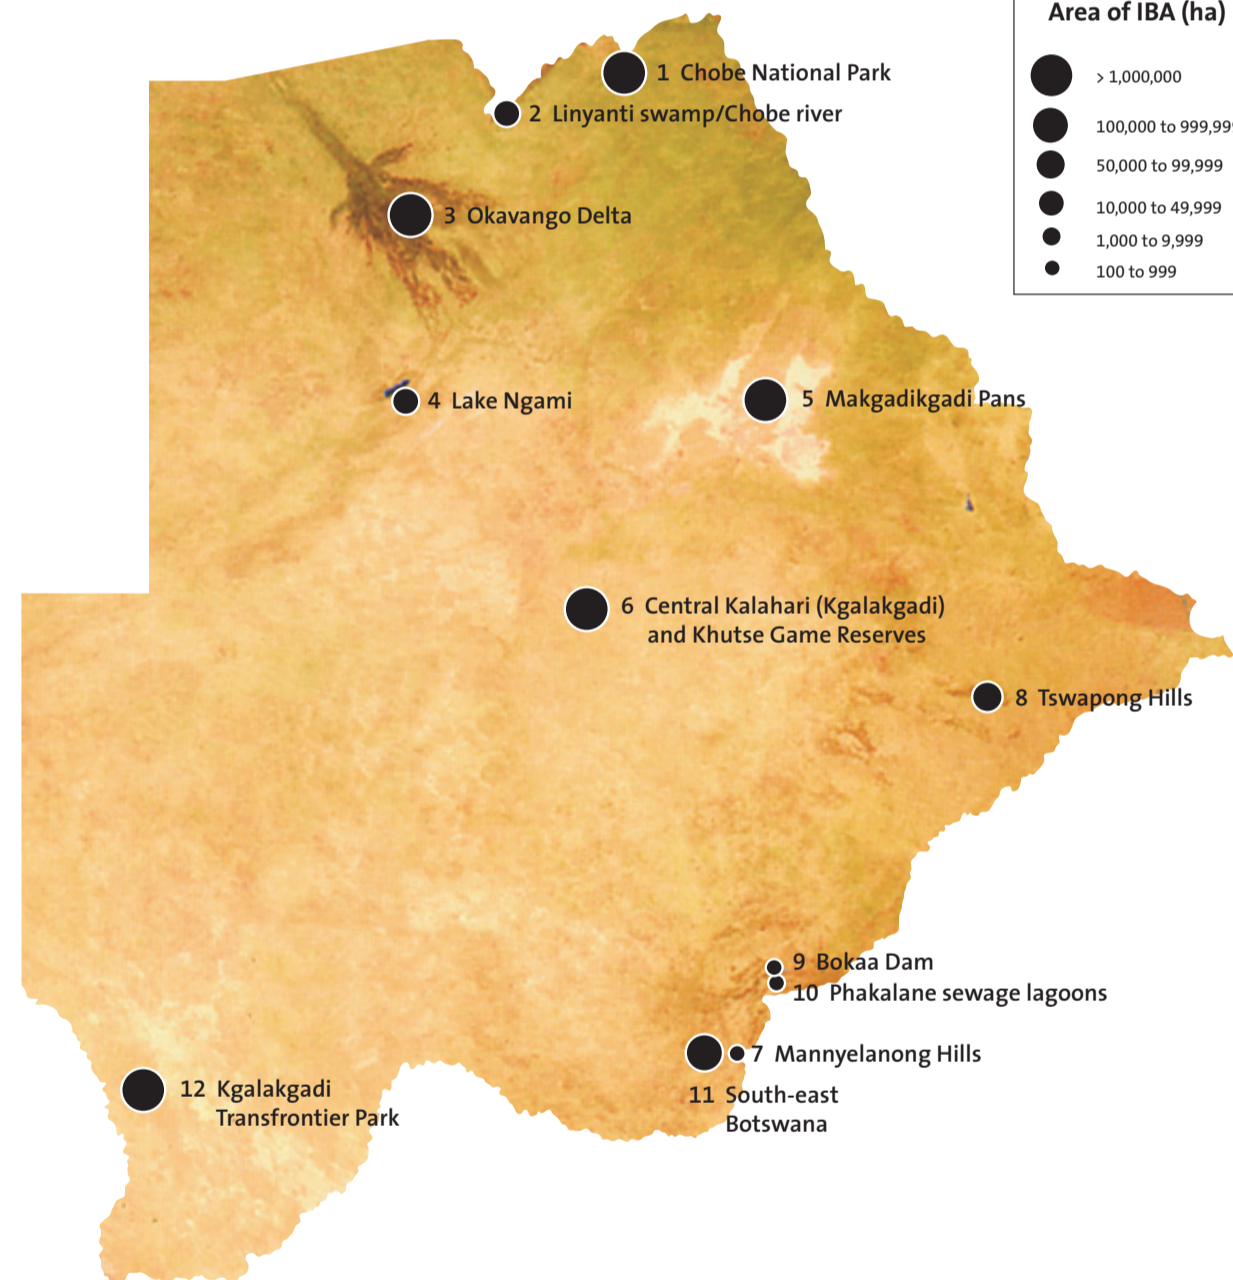 Area of IBA (ha)
> 1,000,000
100,000 to 999,999
50,000 to 99,999
10,000 to 49,999
1,000 to 9,999
100 to 999
1 Chobe National Park
2 Linyanti swamp/Chobe river
3 Okavango Delta
4 Lake Ngami
5 Makgadikgadi Pans
6 Central Kalahari (Kgalakgadi)
and Khutse Game Reserves
8 Tswapong Hills
9 Bokaa Dam
10 Phakalane sewage lagoons
7 Mannyelanong Hills
11 South-east
Botswana
12 Kgalakgadi
Transfrontier Park